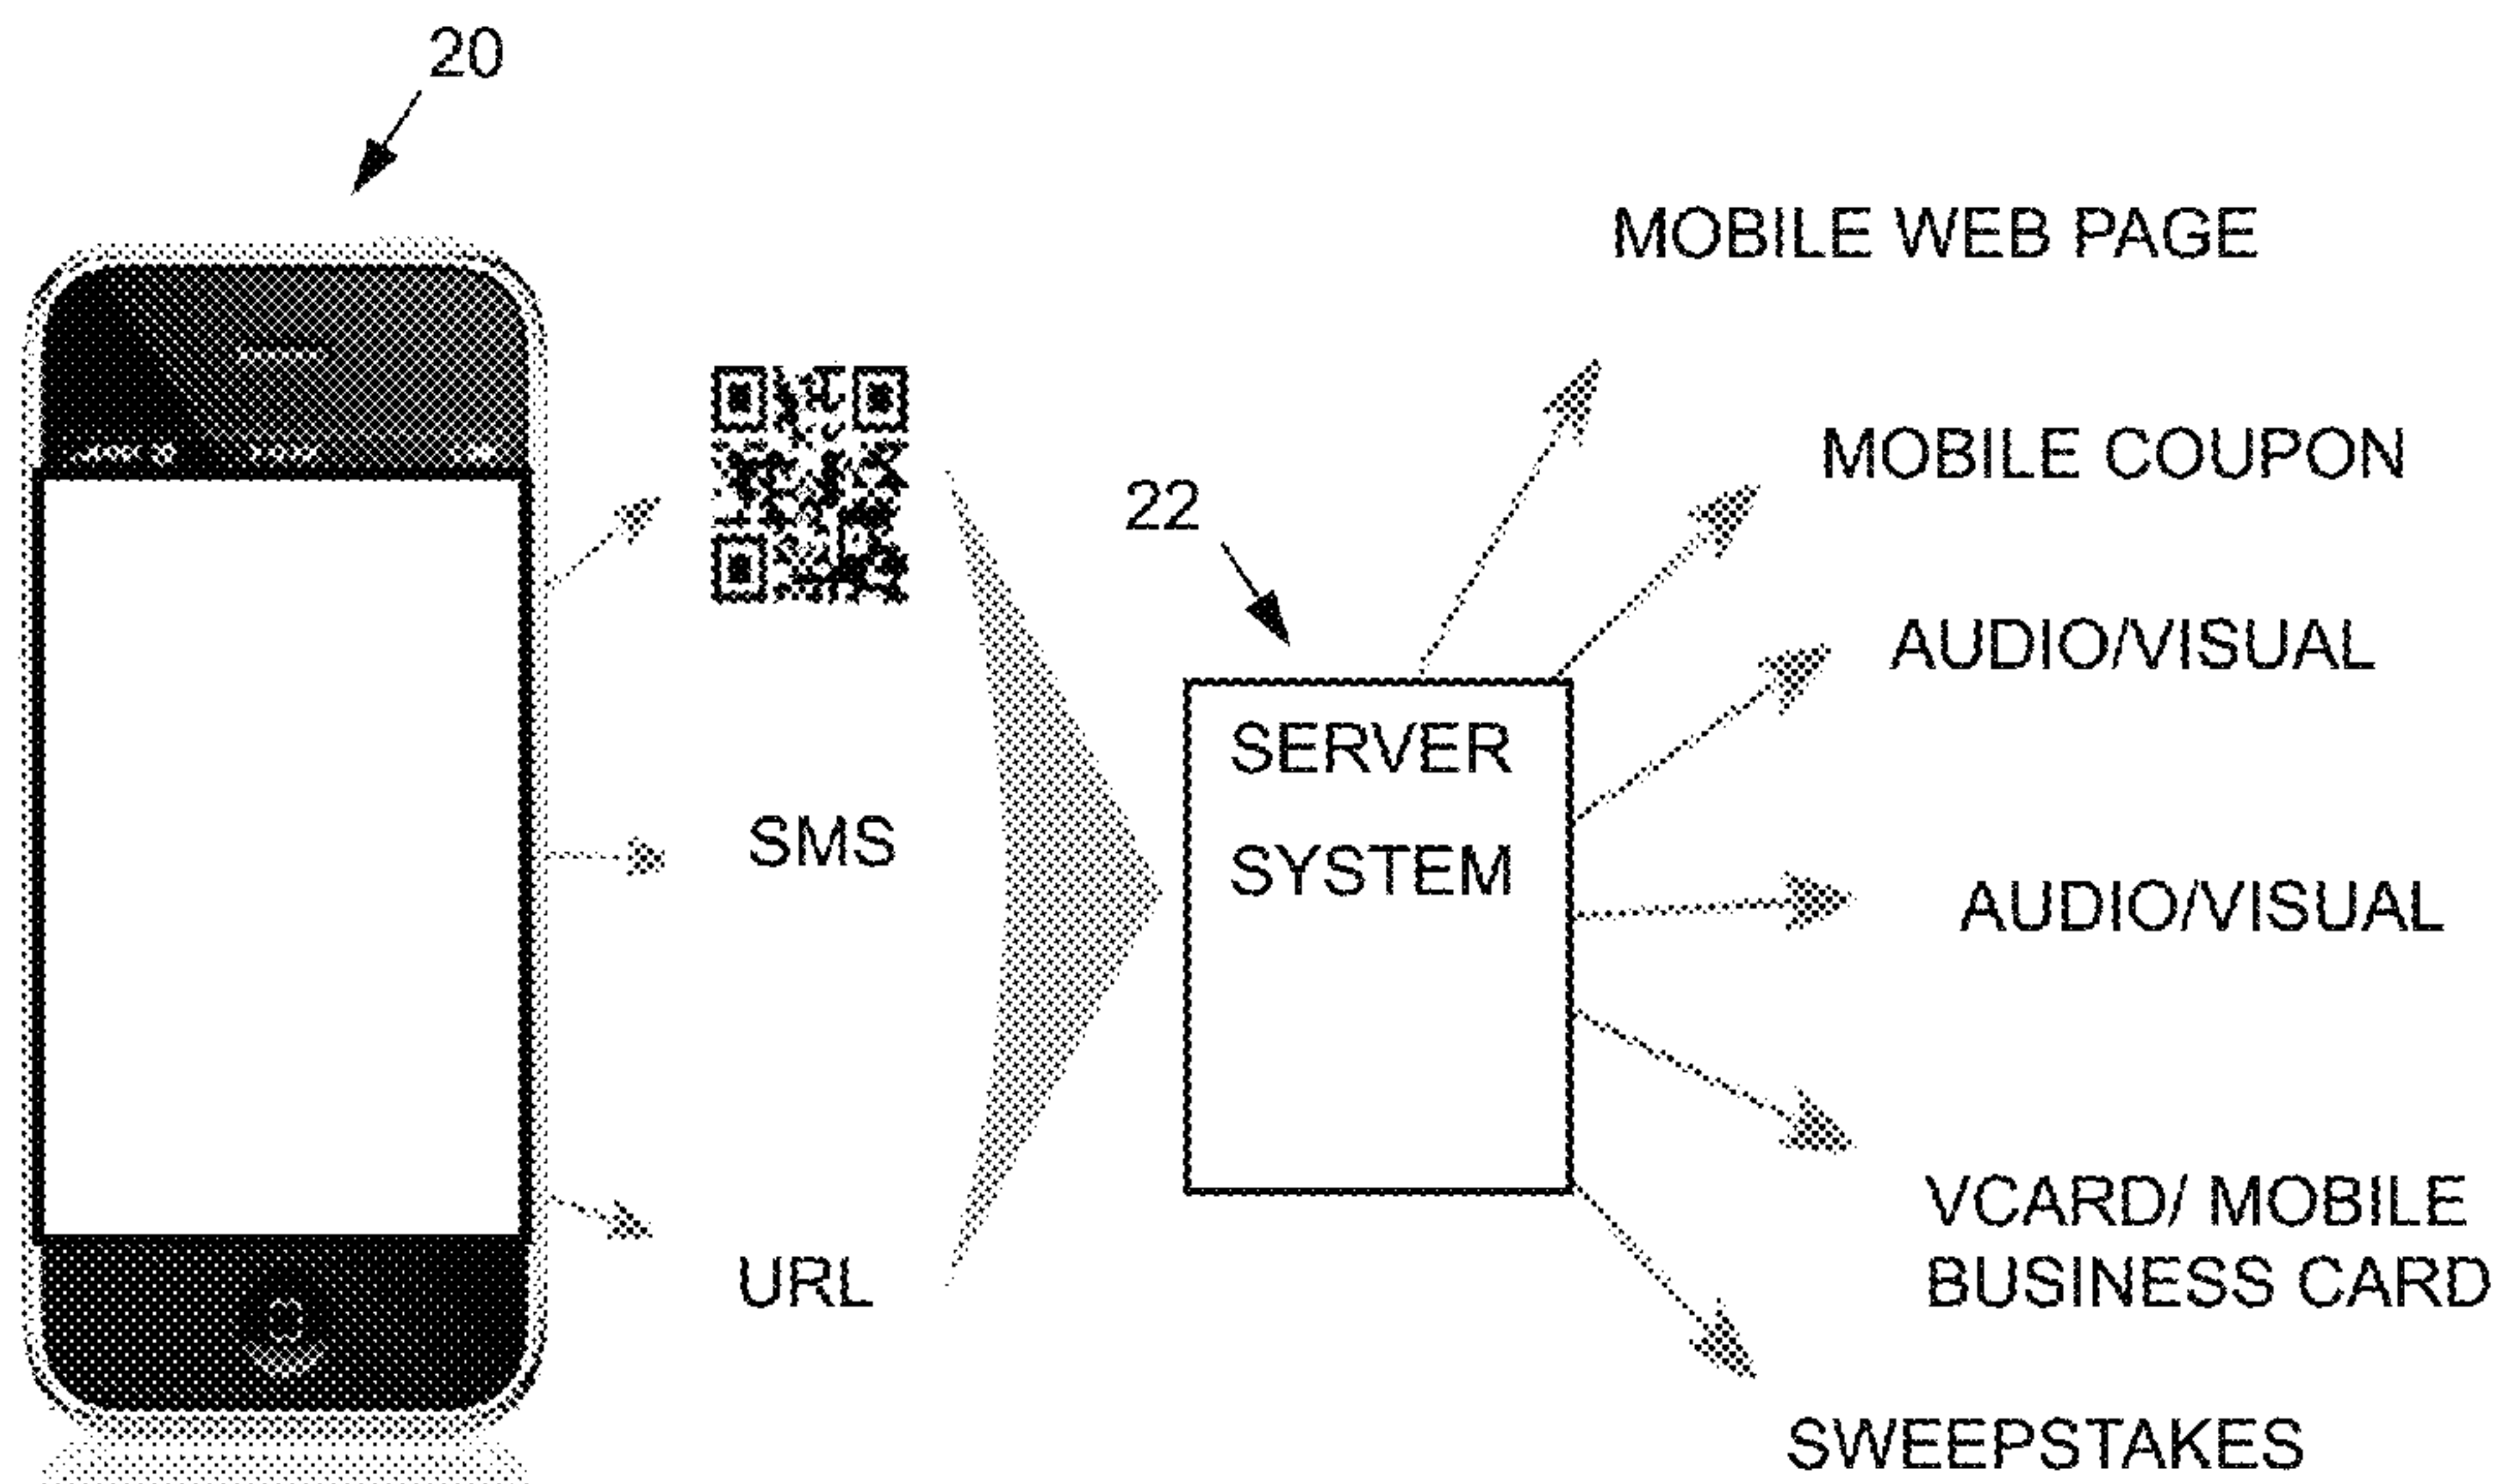 20
MOBILE WEB PAGE
MOBILE COUPON
22
AUDIO/VISUAL
SERVER
SYSTEM
SMS
AUDIO/VISUAL
URL
VCARD/ MOBILE
BUSINESS CARD
SWEEPSTAKES